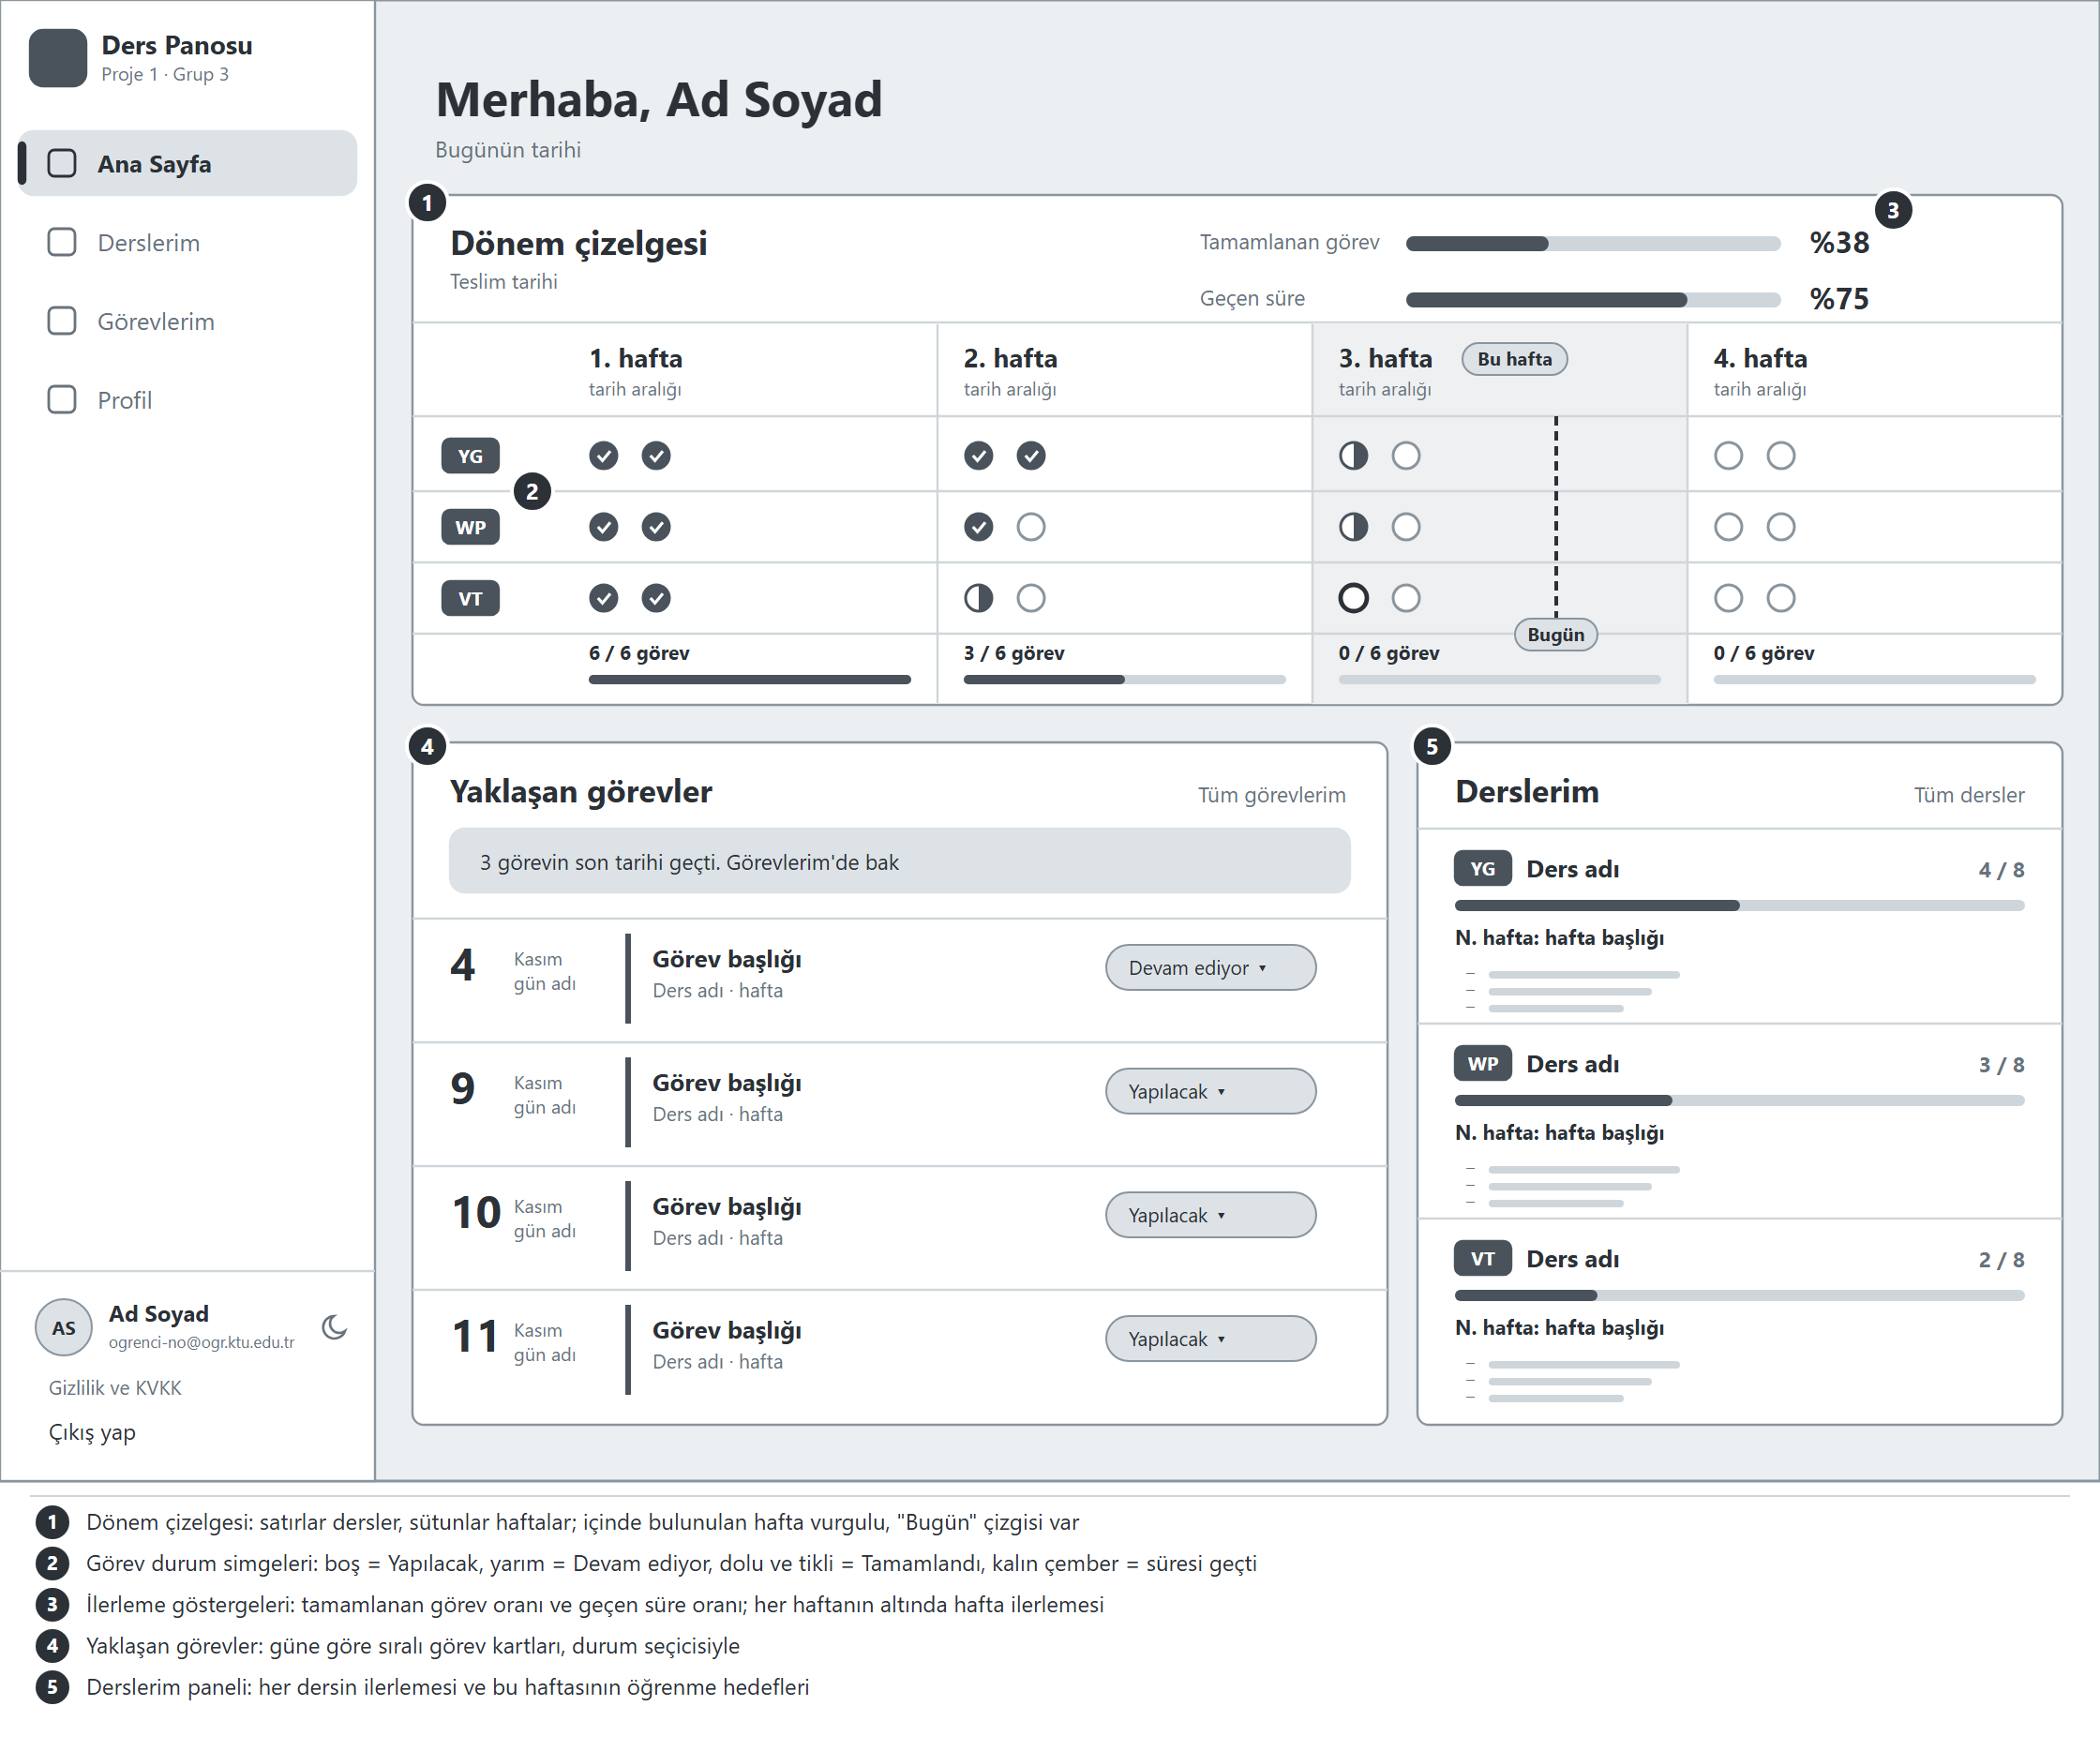 Ders Panosu
Proje 1 · Grup 3
Ana Sayfa
Derslerim
Görevlerim
Profil
AS
Ad Soyad
ogrenci-no@ogr.ktu.edu.tr
Gizlilik ve KVKK
Çıkış yap
Merhaba, Ad Soyad
Bugünün tarihi
1
3
Dönem çizelgesi
Teslim tarihi
Tamamlanan görev %38
Geçen süre %75
1. hafta 2. hafta 3. hafta Bu hafta 4. hafta
tarih aralığı tarih aralığı tarih aralığı tarih aralığı
YG
2
WP
VT
Bugün
6 / 6 görev 3 / 6 görev 0 / 6 görev 0 / 6 görev
4
Yaklaşan görevler Tüm görevlerim
3 görevin son tarihi geçti. Görevlerim'de bak
4 Kasım
gün adı
Görev başlığı
Ders adı · hafta
Devam ediyor ▾
9 Kasım
gün adı
Görev başlığı
Ders adı · hafta
Yapılacak ▾
10 Kasım
gün adı
Görev başlığı
Ders adı · hafta
Yapılacak ▾
11 Kasım
gün adı
Görev başlığı
Ders adı · hafta
Yapılacak ▾
5
Derslerim Tüm dersler
YG Ders adı 4 / 8
N. hafta: hafta başlığı
WP Ders adı 3 / 8
N. hafta: hafta başlığı
VT Ders adı 2 / 8
N. hafta: hafta başlığı
1 Dönem çizelgesi: satırlar dersler, sütunlar haftalar; içinde bulunulan hafta vurgulu, "Bugün" çizgisi var
2 Görev durum simgeleri: boş = Yapılacak, yarım = Devam ediyor, dolu ve tikli = Tamamlandı, kalın çember = süresi geçti
3 İlerleme göstergeleri: tamamlanan görev oranı ve geçen süre oranı; her haftanın altında hafta ilerlemesi
4 Yaklaşan görevler: güne göre sıralı görev kartları, durum seçicisiyle
5 Derslerim paneli: her dersin ilerlemesi ve bu haftasının öğrenme hedefleri